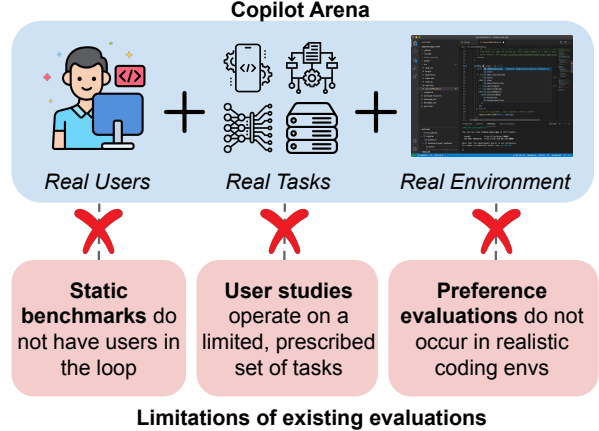 Copilot Arena
</>
Real Users
Real Tasks
Real Environment
Static
benchmarks do
not have users in
the loop
User studies
operate on a
limited, prescribed
set of tasks
Preference
evaluations do not
occur in realistic
coding envs
Limitations of existing evaluations